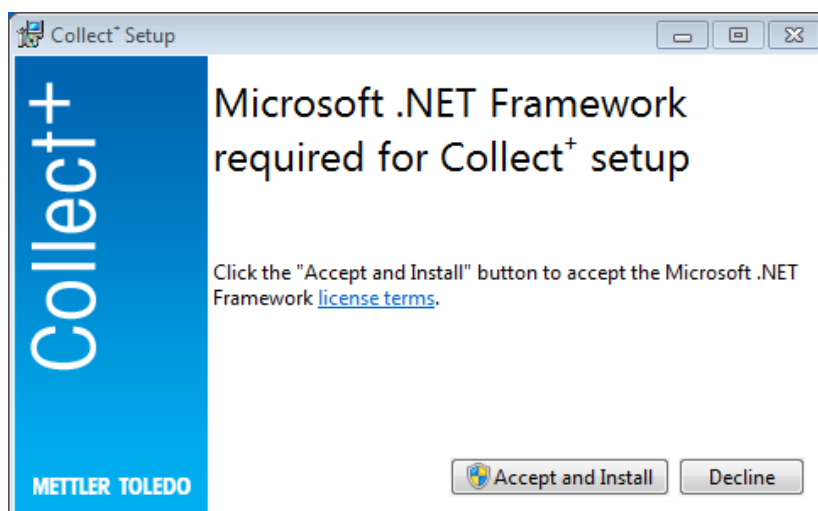 Collect⁺ Setup
Collect+
Microsoft .NET Framework
required for Collect⁺ setup
Click the "Accept and Install" button to accept the Microsoft .NET
Framework license terms.
METTLER TOLEDO
Accept and Install
Decline